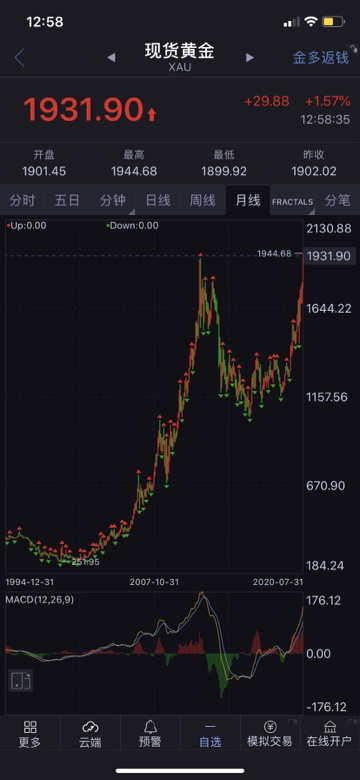 12:58
现货黄金
XAU
金多返钱
1931.90
+29.88 +1.57%
12:58:35
开盘 最高 最低 昨收
1901.45 1944.68 1899.92 1902.02
分时 五日 分钟 日线 周线 月线 FRACTALS 分笔
Up:0.00 Down:0.00
2130.88
1944.68
1931.90
1644.22
1157.56
670.90
251.95
184.24
1994-12-31 2007-10-31 2020-07-31
MACD(12,26,9)
176.12
0.00
-176.12
更多 云端 预警 自选 模拟交易 在线开户